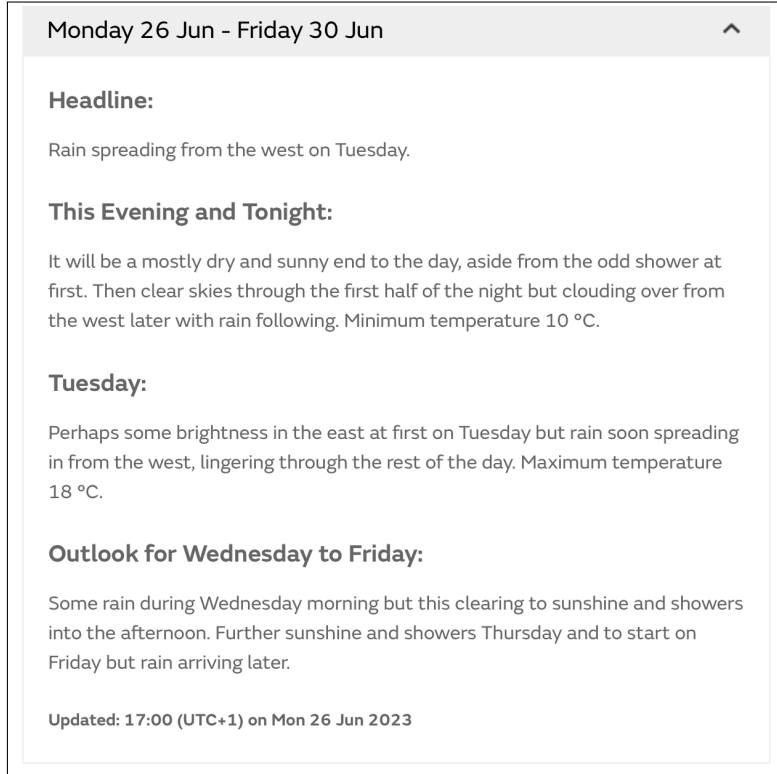 Monday 26 Jun - Friday 30 Jun
Headline:
Rain spreading from the west on Tuesday.
This Evening and Tonight:
It will be a mostly dry and sunny end to the day, aside from the odd shower at
first. Then clear skies through the first half of the night but clouding over from
the west later with rain following. Minimum temperature 10 °C.
Tuesday:
Perhaps some brightness in the east at first on Tuesday but rain soon spreading
in from the west, lingering through the rest of the day. Maximum temperature
18 °C.
Outlook for Wednesday to Friday:
Some rain during Wednesday morning but this clearing to sunshine and showers
into the afternoon. Further sunshine and showers Thursday and to start on
Friday but rain arriving later.
Updated: 17:00 (UTC+1) on Mon 26 Jun 2023